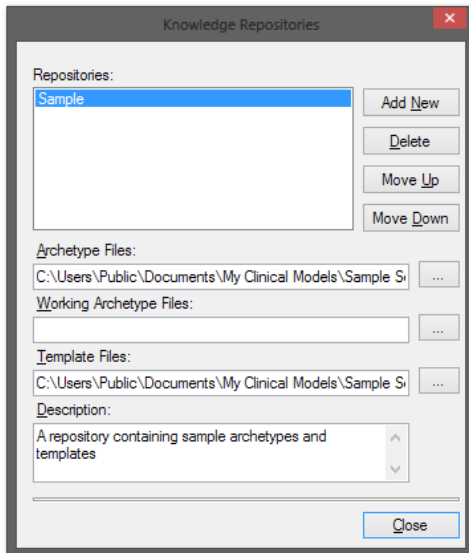 Knowledge Repositories
Repositories:
Sample
Add New
Delete
Move Up
Move Down
Archetype Files:
C:\Users\Public\Documents\My Clinical Models\Sample S
...
Working Archetype Files:
...
Template Files:
C:\Users\Public\Documents\My Clinical Models\Sample S
...
Description:
A repository containing sample archetypes and
templates
Close